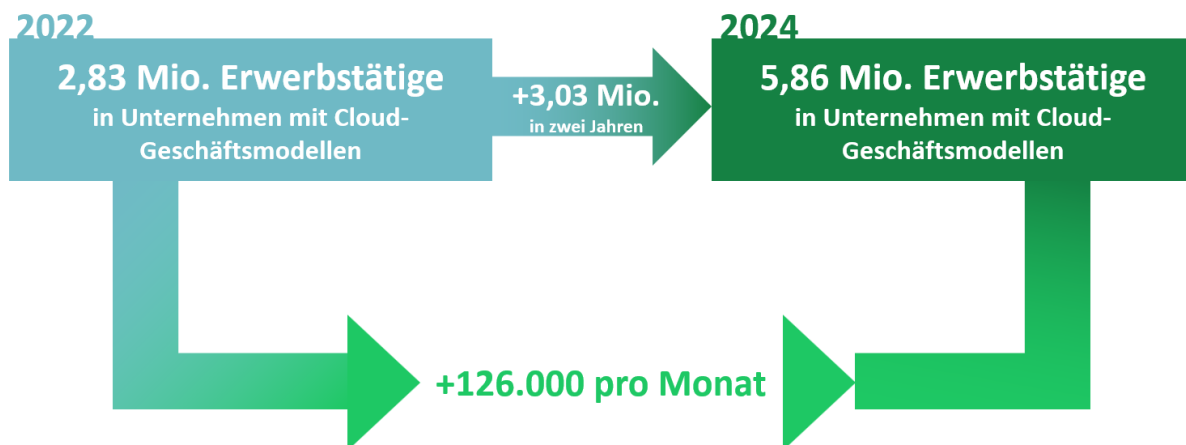 2022
2,83 Mio. Erwerbstätige
in Unternehmen mit Cloud-
Geschäftsmodellen
+3,03 Mio.
in zwei Jahren
2024
5,86 Mio. Erwerbstätige
in Unternehmen mit Cloud-
Geschäftsmodellen
+126.000 pro Monat